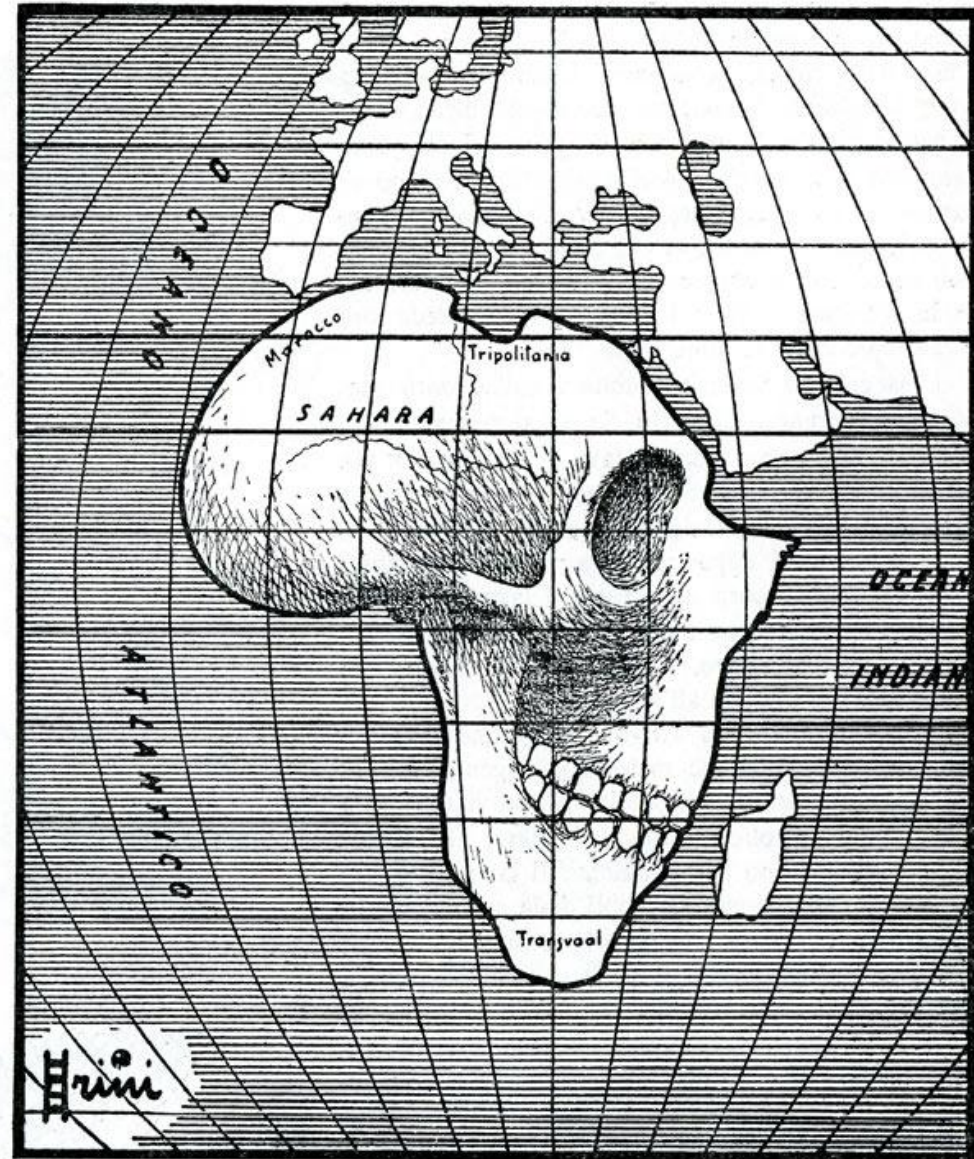 OCEANO
ATLANTICO
Morocco
Tripolitania
SAHARA
OCEAN
INDIAN
Transvaal